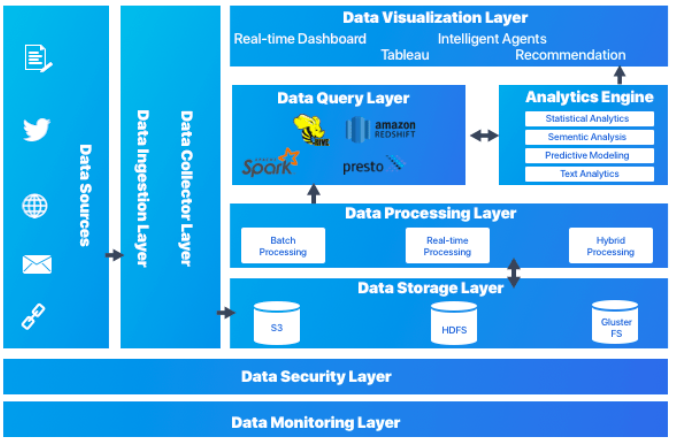 Data Sources
Data Ingestion Layer
Data Collector Layer
Data Visualization Layer
Real-time Dashboard
Intelligent Agents
Tableau
Recommendation
Data Query Layer
HIVE
amazon
REDSHIFT
APACHE
Spark
presto
Analytics Engine
Statistical Analytics
Sementic Analysis
Predictive Modeling
Text Analytics
Data Processing Layer
Batch
Processing
Real-time
Processing
Hybrid
Processing
Data Storage Layer
S3
HDFS
Gluster
FS
Data Security Layer
Data Monitoring Layer